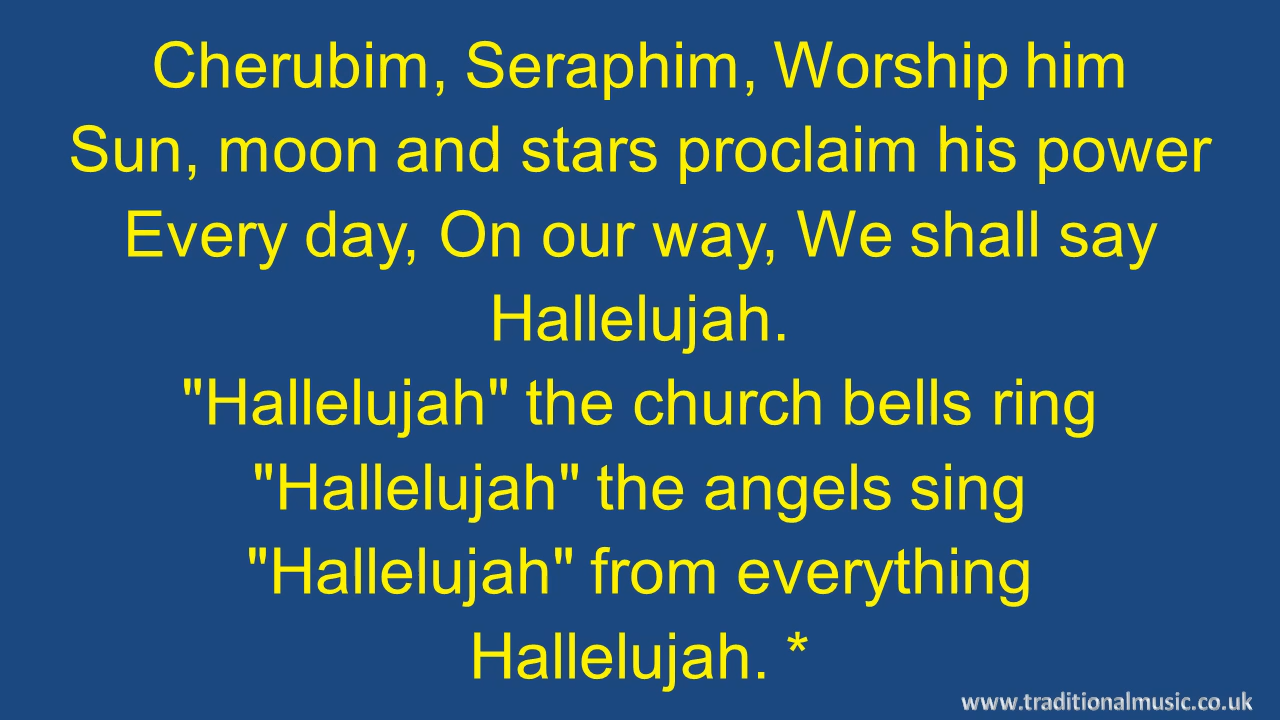 Cherubim, Seraphim, Worship him
Sun, moon and stars proclaim his power
Every day, On our way, We shall say
Hallelujah.
"Hallelujah" the church bells ring
"Hallelujah" the angels sing
"Hallelujah" from everything
Hallelujah. *
www.traditionalmusic.co.uk